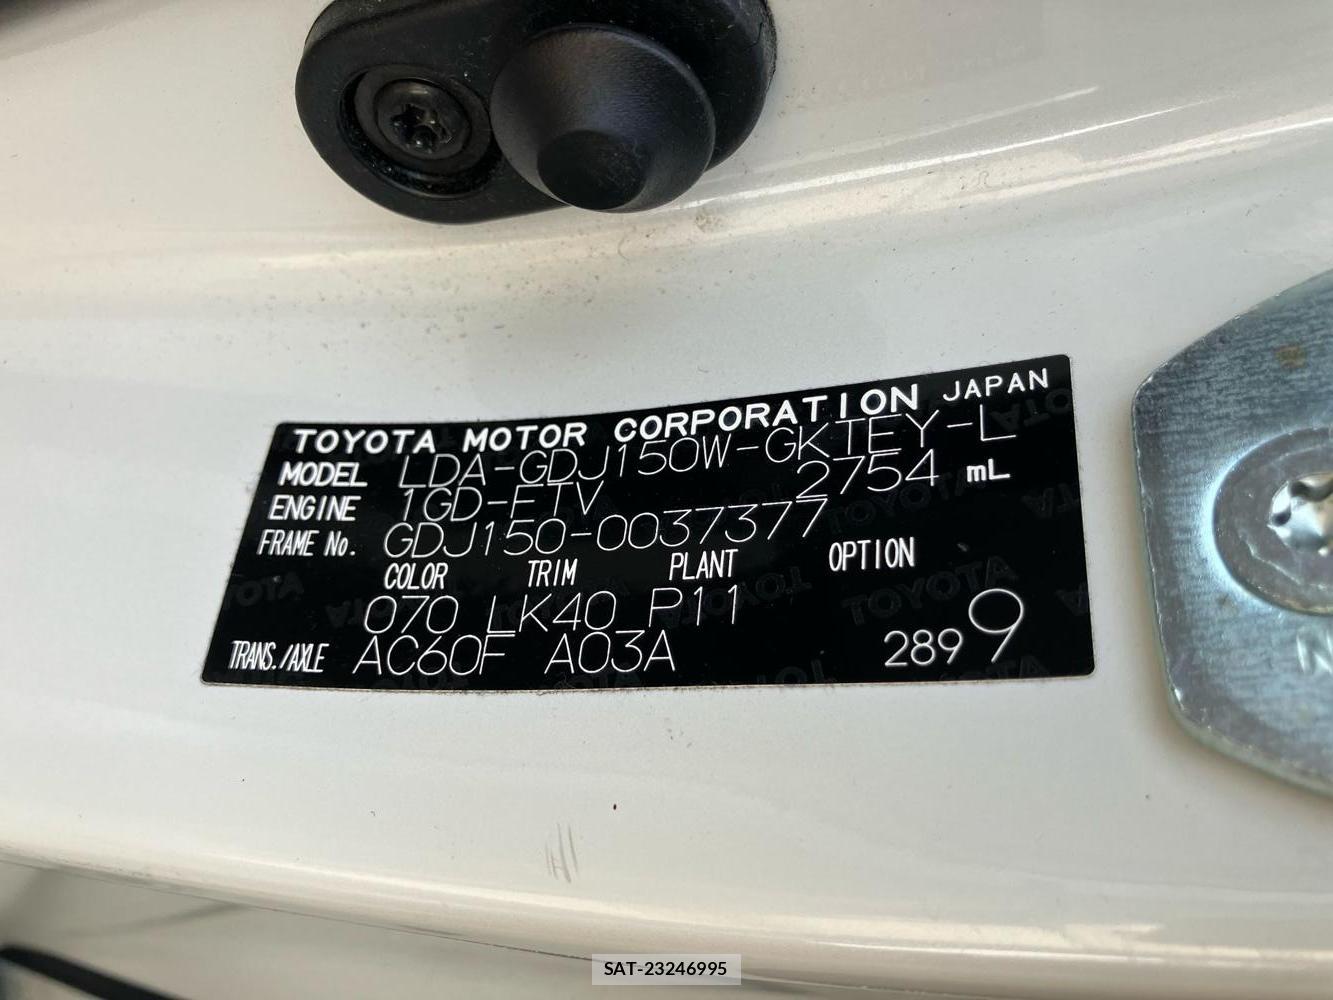 TOYOTA MOTOR CORPORATION JAPAN
MODEL LDA-GDJ150W-GKTEY-L
ENGINE 1GD-FTV 2754 mL
FRAME No. GDJ150-0037377
COLOR TRIM PLANT OPTION
070 LK40 P11
TRANS./AXLE AC60F A03A 289 9
SAT-23246995